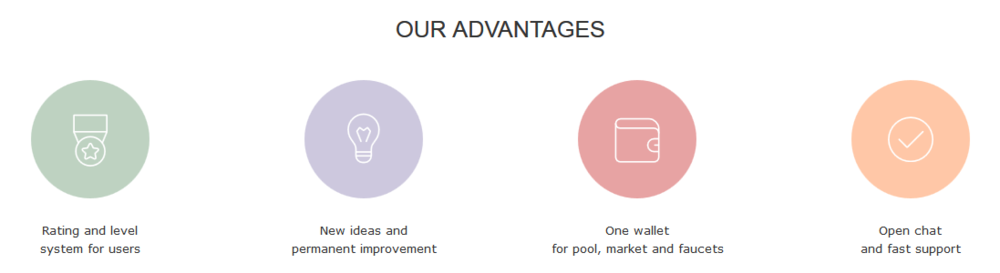 OUR ADVANTAGES
Rating and level
system for users
New ideas and
permanent improvement
One wallet
for pool, market and faucets
Open chat
and fast support